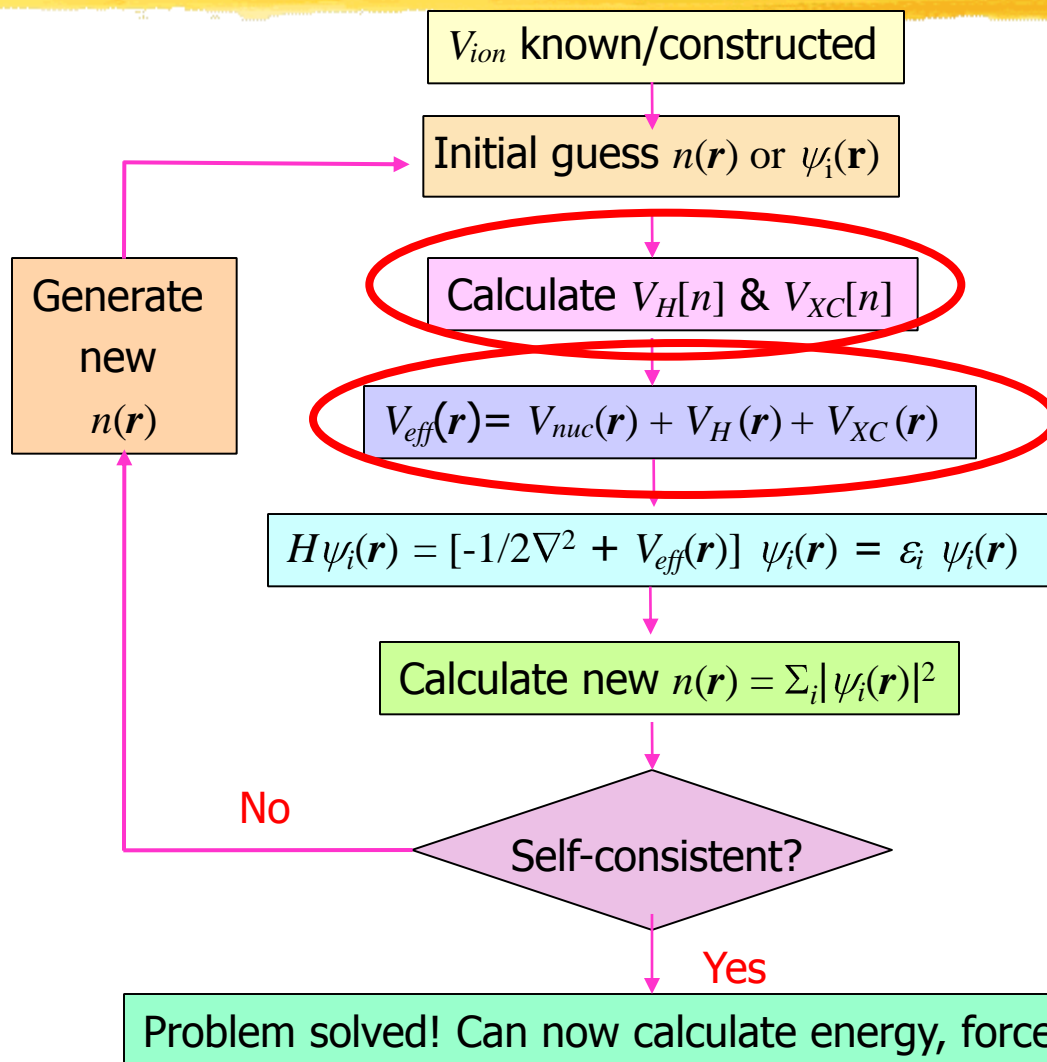 V_ion known/constructed
Initial guess n(r) or ψ_i(r)
Calculate V_H[n] & V_XC[n]
V_eff(r)= V_nuc(r) + V_H(r) + V_XC(r)
Hψ_i(r) = [-1/2∇² + V_eff(r)] ψ_i(r) = ε_i ψ_i(r)
Calculate new n(r) = Σ_i|ψ_i(r)|²
Self-consistent?
No
Generate
new
n(r)
Yes
Problem solved! Can now calculate energy, force